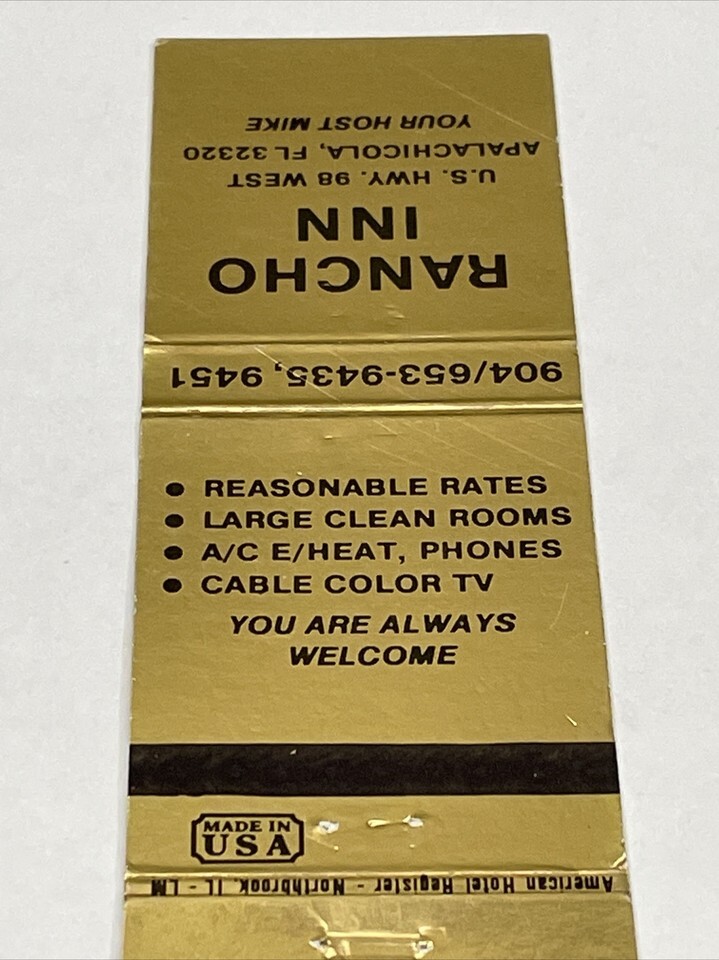 RANCHO
INN
U.S. HWY. 98 WEST
APALACHICOLA, FL 32320
YOUR HOST MIKE
904/653-9435, 9451
• REASONABLE RATES
• LARGE CLEAN ROOMS
• A/C E/HEAT, PHONES
• CABLE COLOR TV
YOU ARE ALWAYS
WELCOME
MADE IN
USA
American Hotel Register - Northbrook, IL - LM